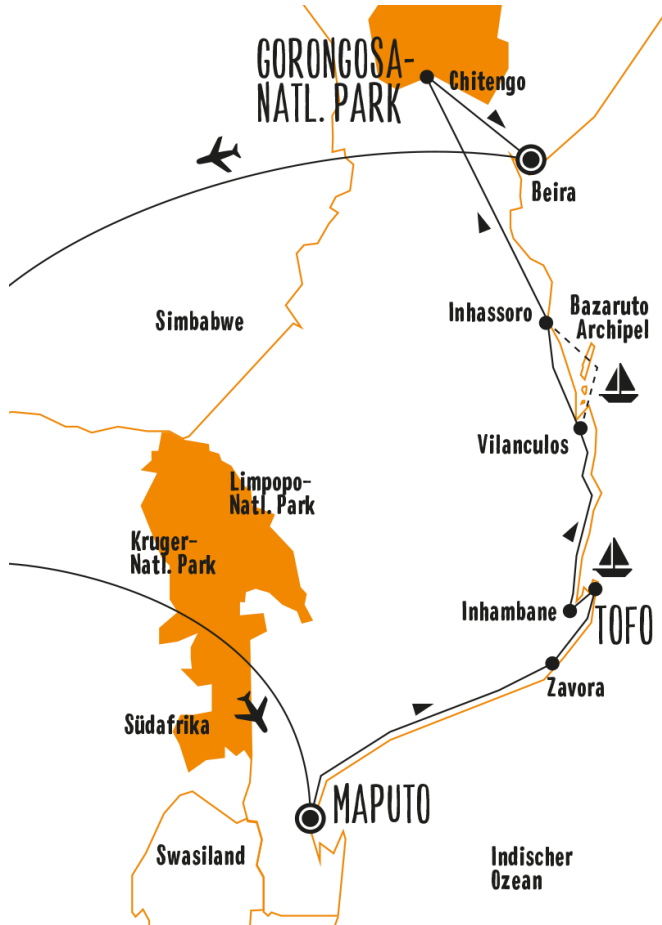 GORONGOSA-
NATL. PARK
Chitengo
Beira
Simbabwe
Inhassoro
Bazaruto
Archipel
Vilanculos
Limpopo-
Natl. Park
Kruger-
Natl. Park
Inhambane
TOFO
Zavora
Südafrika
MAPUTO
Swasiland
Indischer
Ozean